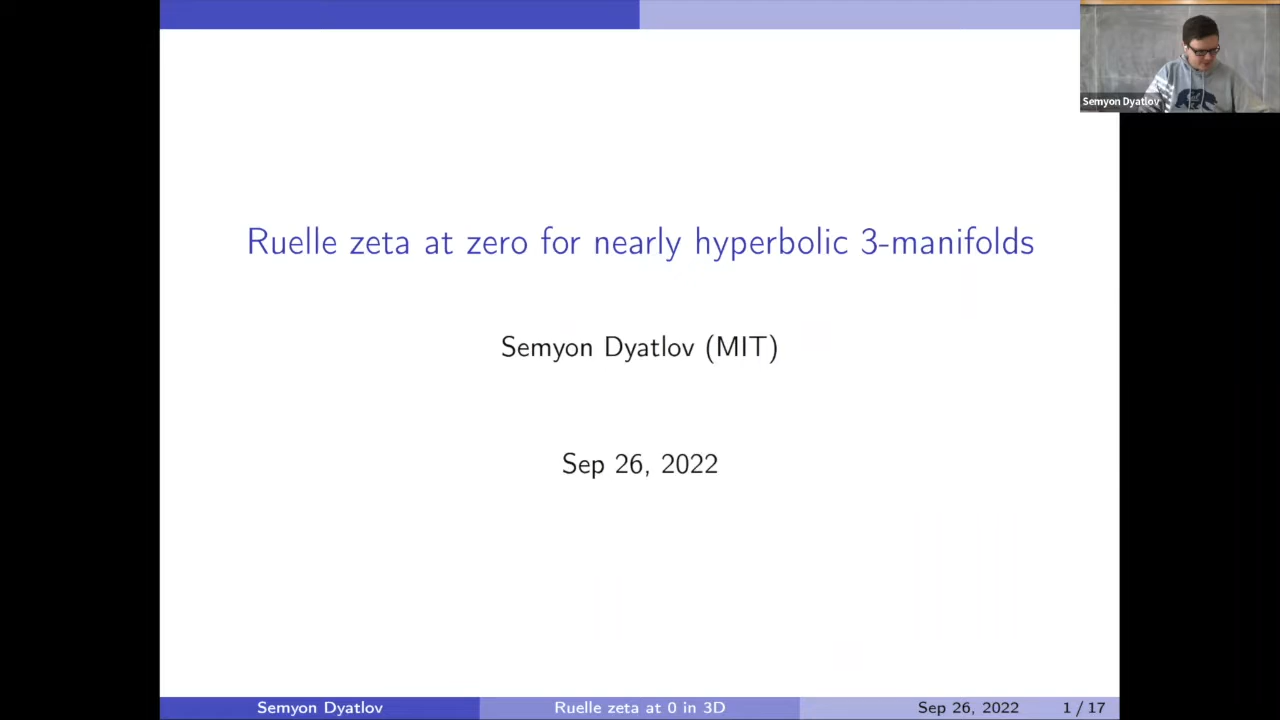 Ruelle zeta at zero for nearly hyperbolic 3-manifolds
Semyon Dyatlov (MIT)
Sep 26, 2022
Semyon Dyatlov
Semyon Dyatlov
Ruelle zeta at 0 in 3D
Sep 26, 2022
1 / 17